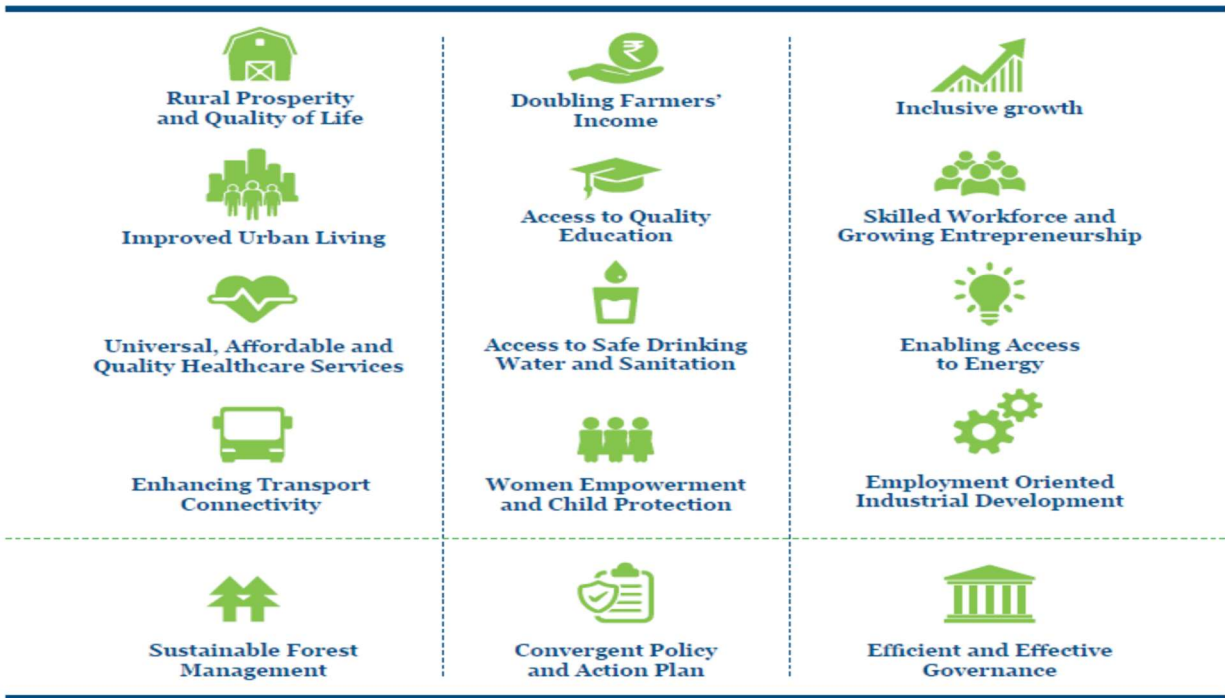 ₹
Rural Prosperity
and Quality of Life
Doubling Farmers’
Income
Inclusive growth
Improved Urban Living
Access to Quality
Education
Skilled Workforce and
Growing Entrepreneurship
Universal, Affordable and
Quality Healthcare Services
Access to Safe Drinking
Water and Sanitation
Enabling Access
to Energy
Enhancing Transport
Connectivity
Women Empowerment
and Child Protection
Employment Oriented
Industrial Development
Sustainable Forest
Management
Convergent Policy
and Action Plan
Efficient and Effective
Governance